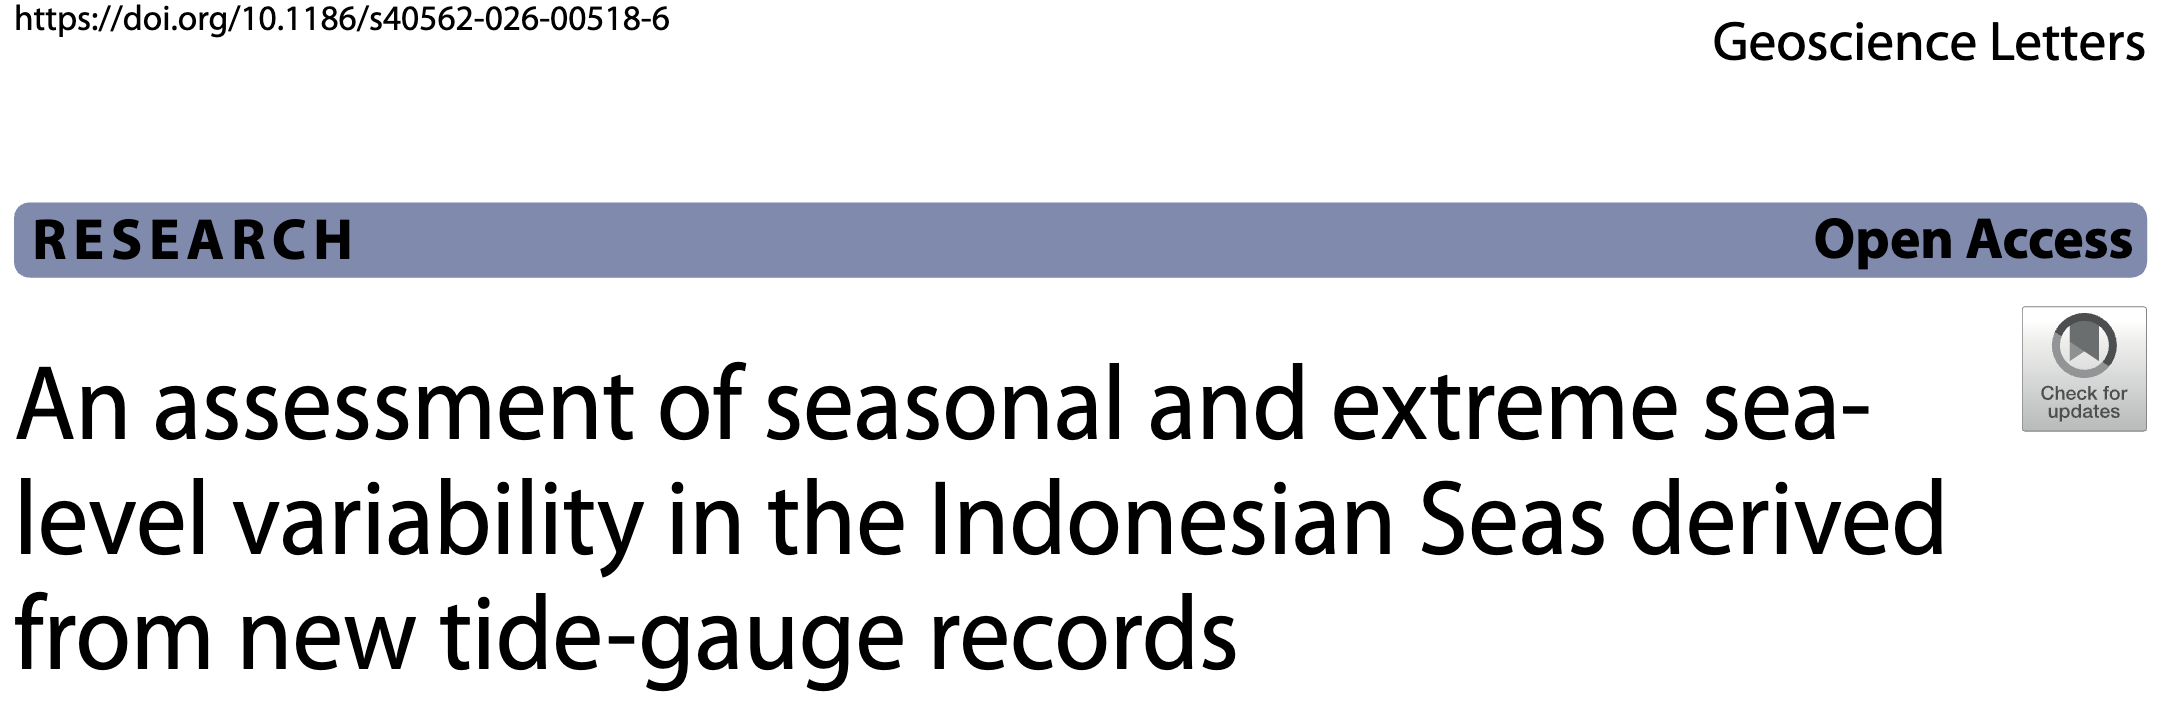 https://doi.org/10.1186/s40562-026-00518-6
Geoscience Letters
RESEARCH
Open Access
Check for
updates
An assessment of seasonal and extreme sea-
level variability in the Indonesian Seas derived
from new tide-gauge records